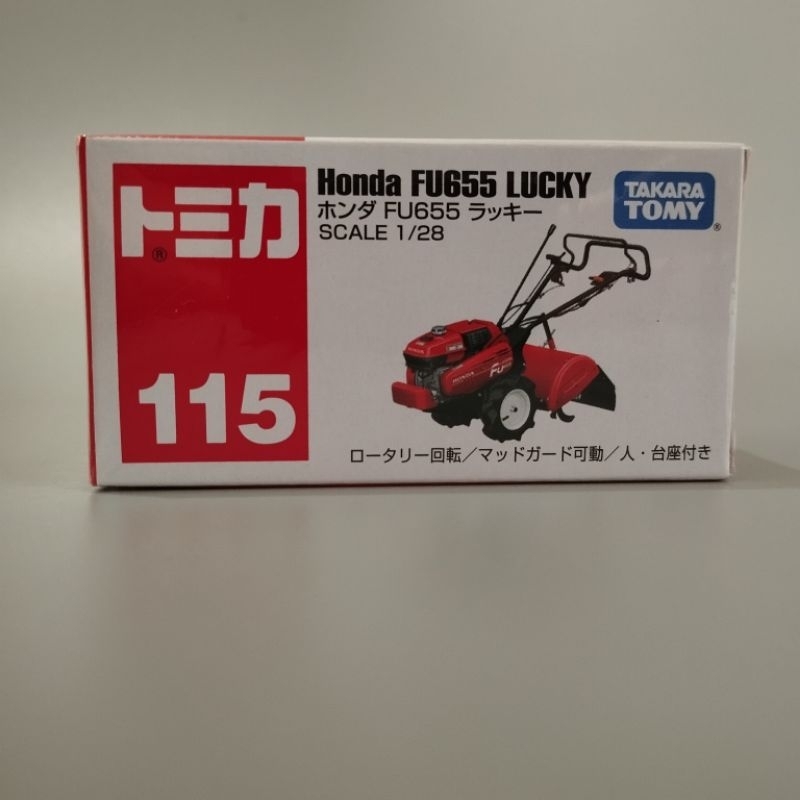 トミカ®
115
Honda FU655 LUCKY
ホンダ FU655 ラッキー
SCALE 1/28
TAKARA
TOMY®
HONDA
FU
ロータリー回転/マッドガード可動/人・台座付き